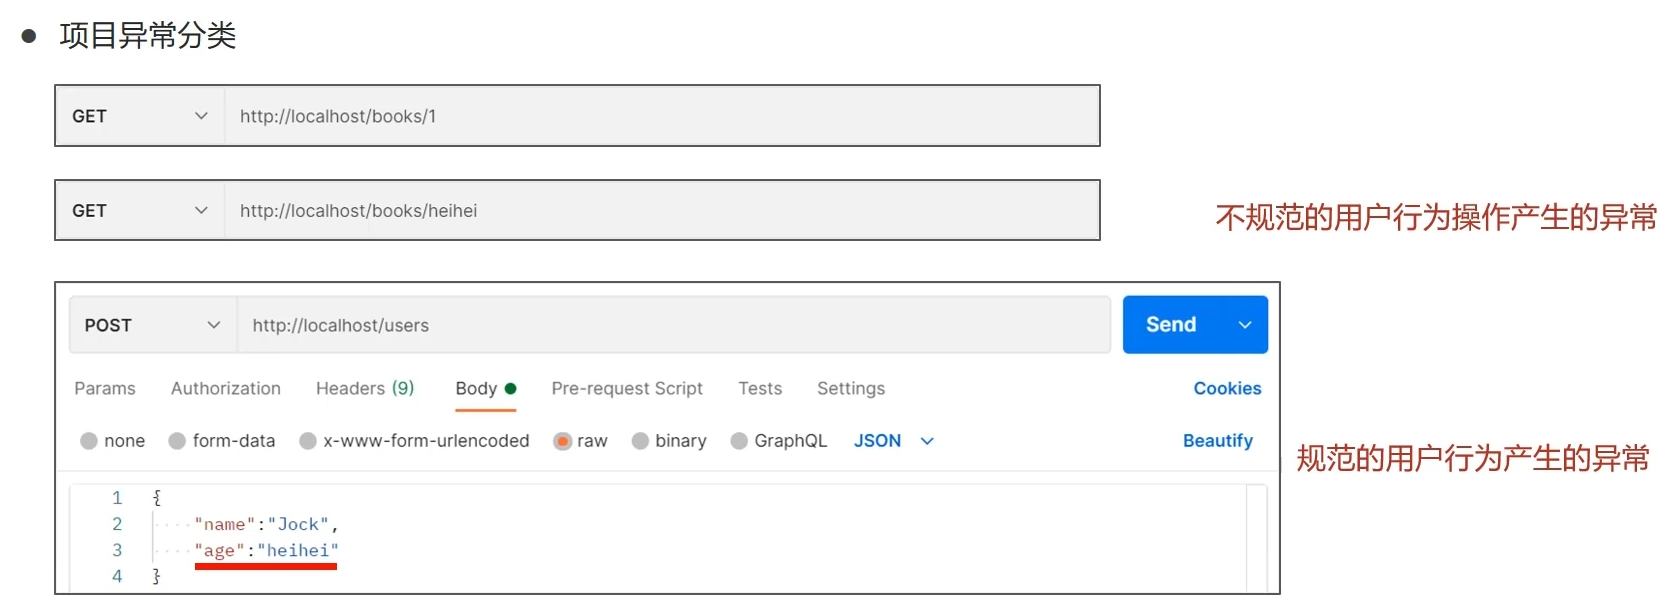 ● 项目异常分类
GET http://localhost/books/1
GET http://localhost/books/heihei
不规范的用户行为操作产生的异常
POST http://localhost/users Send
Params Authorization Headers (9) Body Pre-request Script Tests Settings Cookies
none form-data x-www-form-urlencoded raw binary GraphQL JSON Beautify
规范的用户行为产生的异常
1 {
2 "name":"Jock",
3 "age":"heihei"
4 }